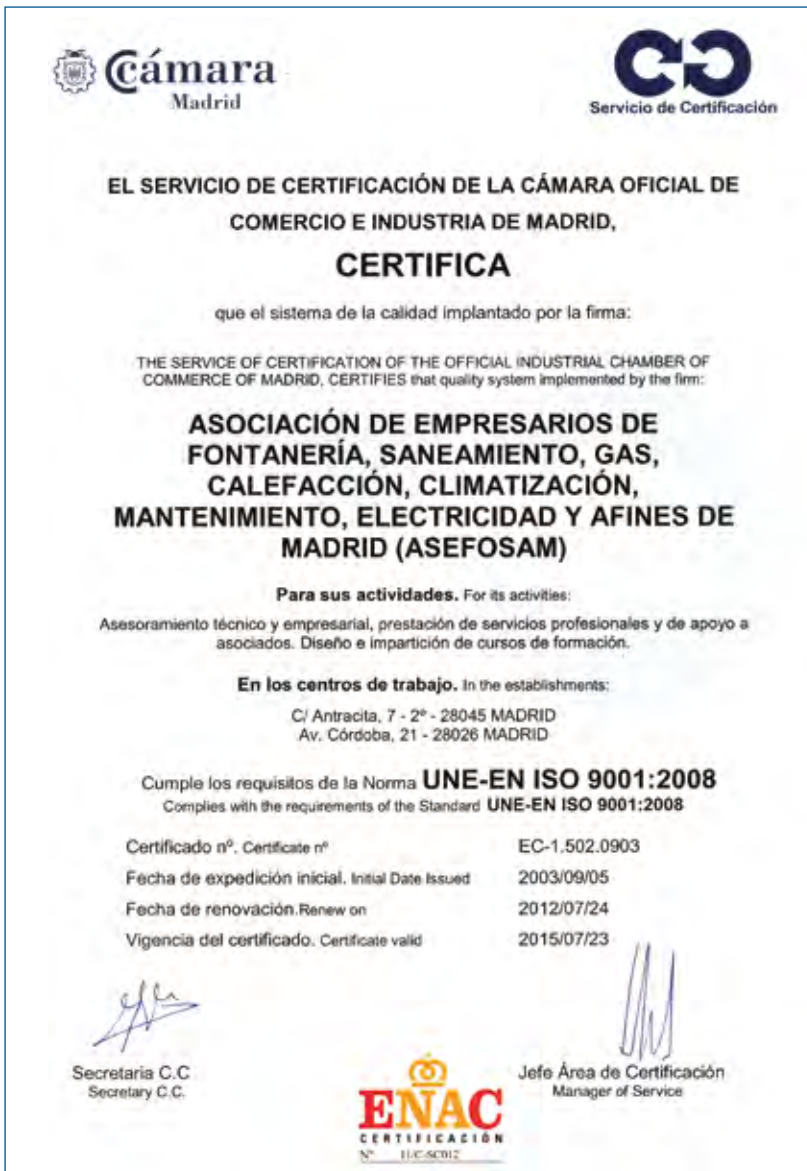 Cámara
Madrid
Servicio de Certificación
EL SERVICIO DE CERTIFICACIÓN DE LA CÁMARA OFICIAL DE
COMERCIO E INDUSTRIA DE MADRID,
CERTIFICA
que el sistema de la calidad implantado por la firma:
THE SERVICE OF CERTIFICATION OF THE OFFICIAL INDUSTRIAL CHAMBER OF
COMMERCE OF MADRID, CERTIFIES that quality system implemented by the firm:
ASOCIACIÓN DE EMPRESARIOS DE
FONTANERÍA, SANEAMIENTO, GAS,
CALEFACCIÓN, CLIMATIZACIÓN,
MANTENIMIENTO, ELECTRICIDAD Y AFINES DE
MADRID (ASEFOSAM)
Para sus actividades. For its activities:
Asesoramiento técnico y empresarial, prestación de servicios profesionales y de apoyo a
asociados. Diseño e impartición de cursos de formación.
En los centros de trabajo. In the establishments:
C/ Antracita, 7 - 2º - 28045 MADRID
Av. Córdoba, 21 - 28026 MADRID
Cumple los requisitos de la Norma UNE-EN ISO 9001:2008
Complies with the requirements of the Standard UNE-EN ISO 9001:2008
Certificado nº. Certificate nº EC-1.502.0903
Fecha de expedición inicial. Initial Date Issued 2003/09/05
Fecha de renovación.Renew on 2012/07/24
Vigencia del certificado. Certificate valid 2015/07/23
Secretaria C.C
Secretary C.C.
Jefe Área de Certificación
Manager of Service
ENAC
CERTIFICACIÓN
Nº 11/C-SC012